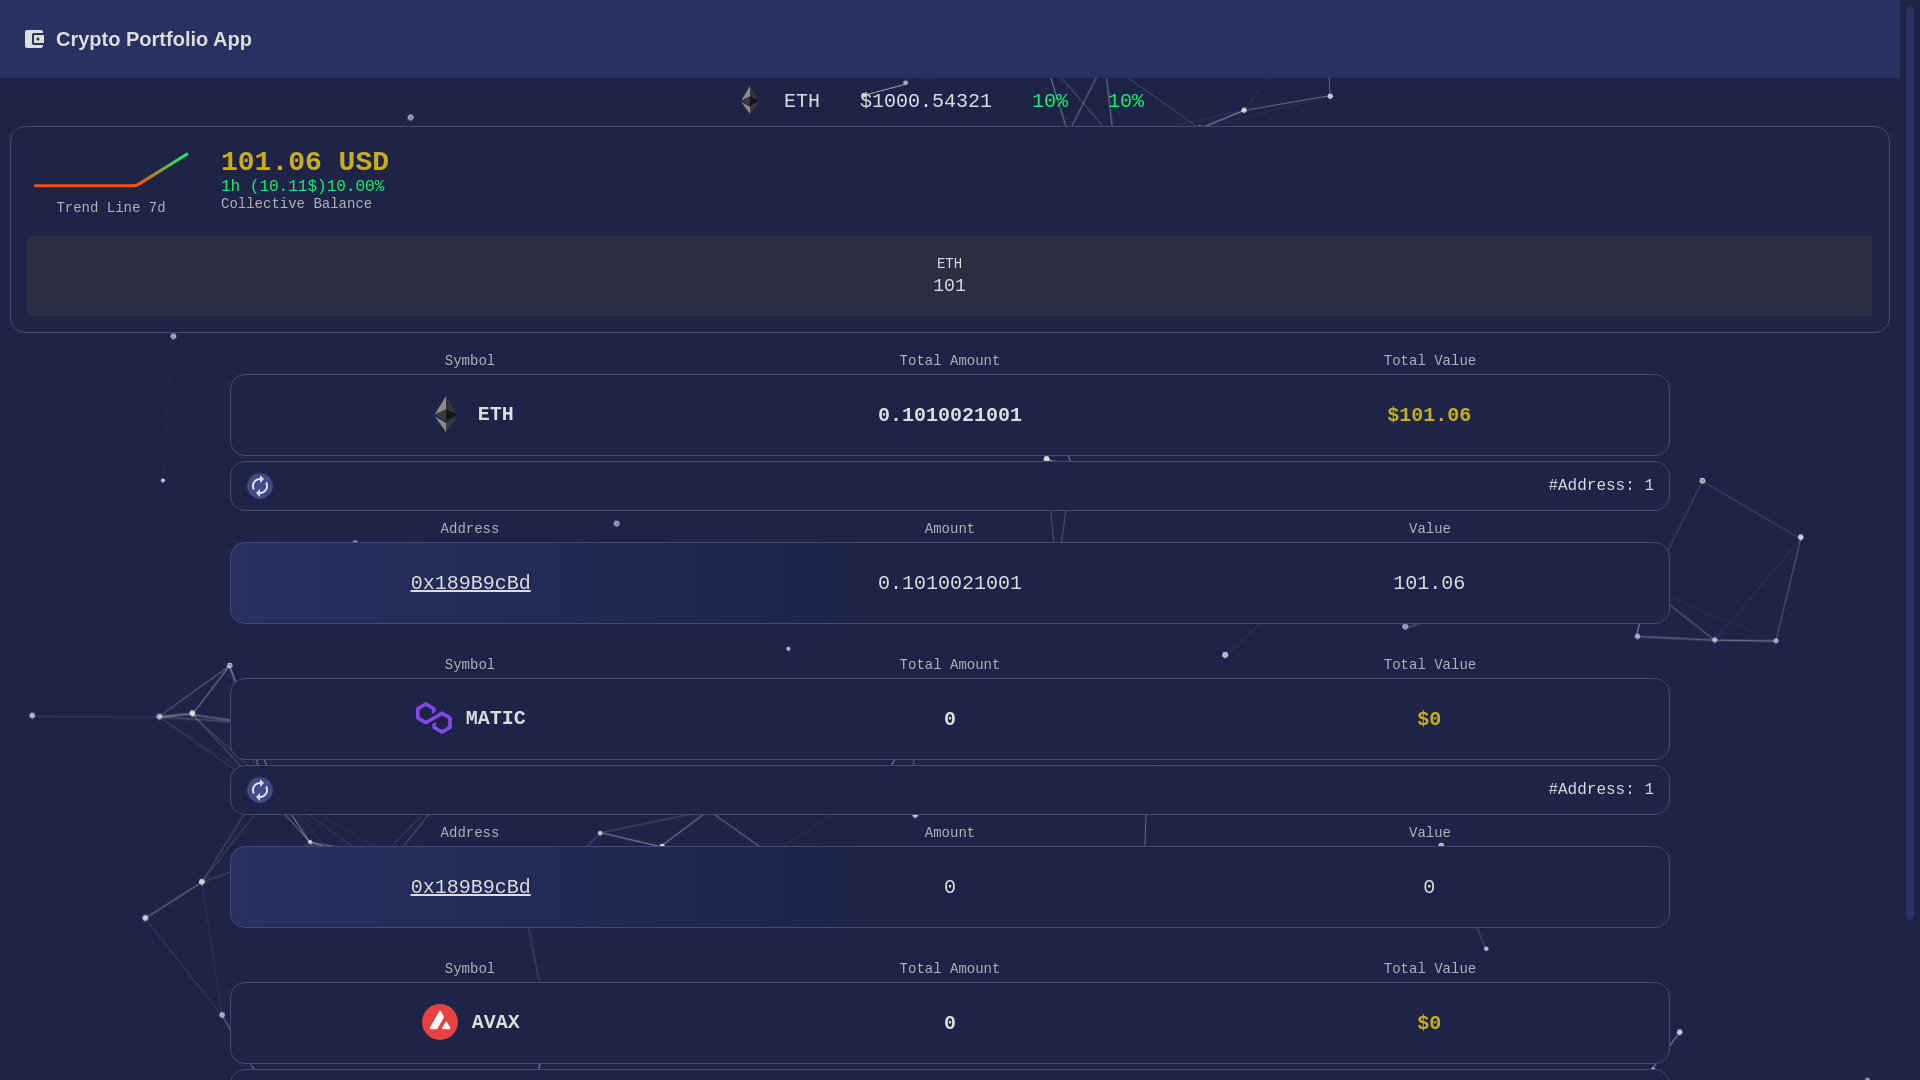 Crypto Portfolio App
ETH $1000.54321 10% 10%
101.06 USD
1h (10.11$)10.00%
Collective Balance
Trend Line 7d
ETH
101
Symbol Total Amount Total Value
ETH 0.1010021001 $101.06
#Address: 1
Address Amount Value
0x189B9cBd 0.1010021001 101.06
Symbol Total Amount Total Value
MATIC 0 $0
#Address: 1
Address Amount Value
0x189B9cBd 0 0
Symbol Total Amount Total Value
AVAX 0 $0